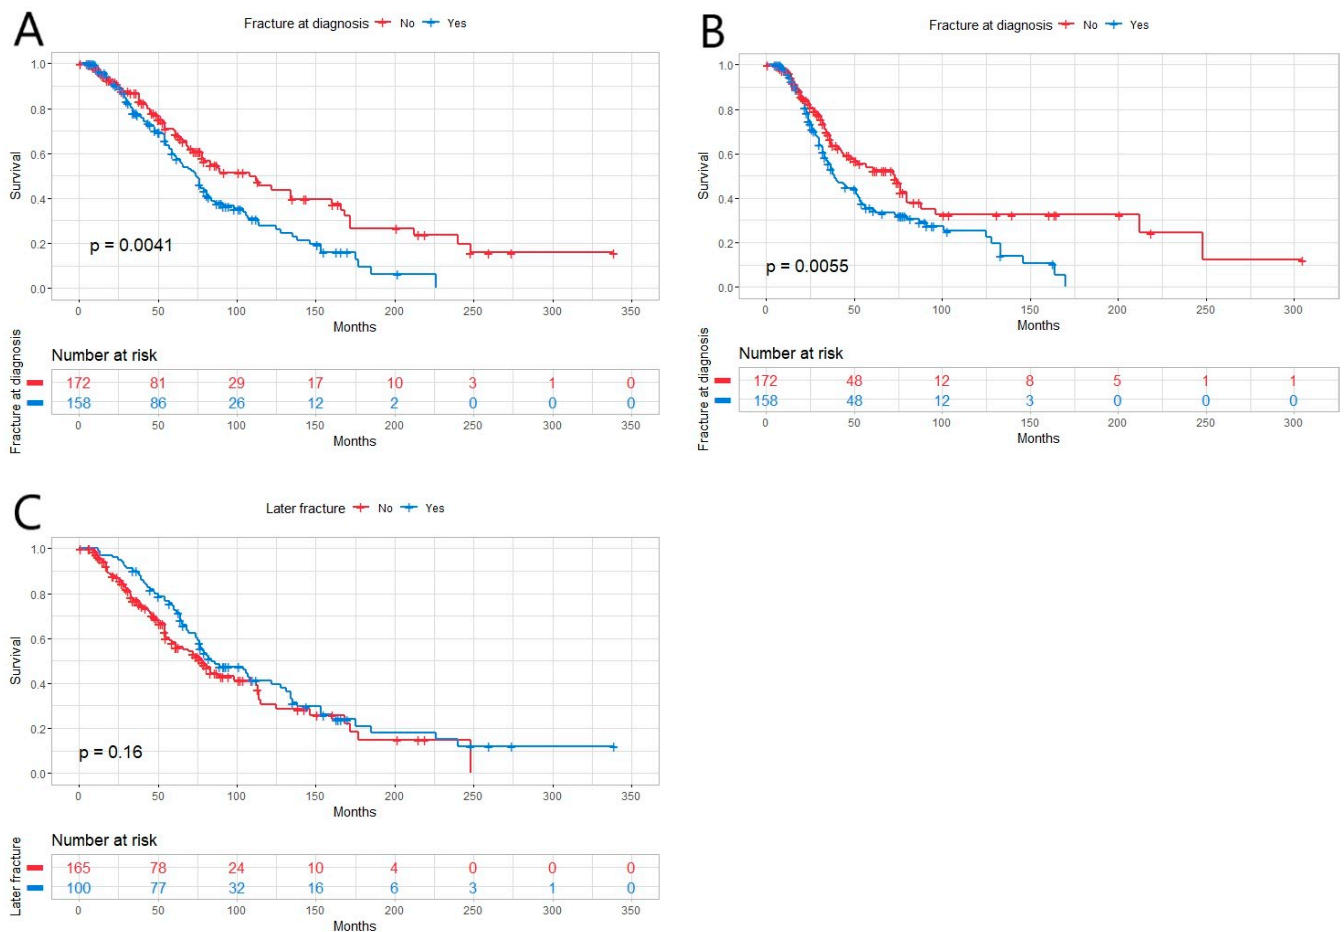 A
Fracture at diagnosis No Yes
Survival
1.0
0.8
0.6
0.4
0.2
0.0
p = 0.0041
0 50 100 150 200 250 300 350
Months
Fracture at diagnosis
Number at risk
172 81 29 17 10 3 1 0
158 86 26 12 2 0 0 0
0 50 100 150 200 250 300 350
Months
B
Fracture at diagnosis No Yes
Survival
1.0
0.8
0.6
0.4
0.2
0.0
p = 0.0055
0 50 100 150 200 250 300
Months
Fracture at diagnosis
Number at risk
172 48 12 8 5 1 1
158 48 12 3 0 0 0
0 50 100 150 200 250 300
Months
C
Later fracture No Yes
Survival
1.0
0.8
0.6
0.4
0.2
0.0
p = 0.16
0 50 100 150 200 250 300 350
Months
Later fracture
Number at risk
165 78 24 10 4 0 0 0
100 77 32 16 6 3 1 0
0 50 100 150 200 250 300 350
Months